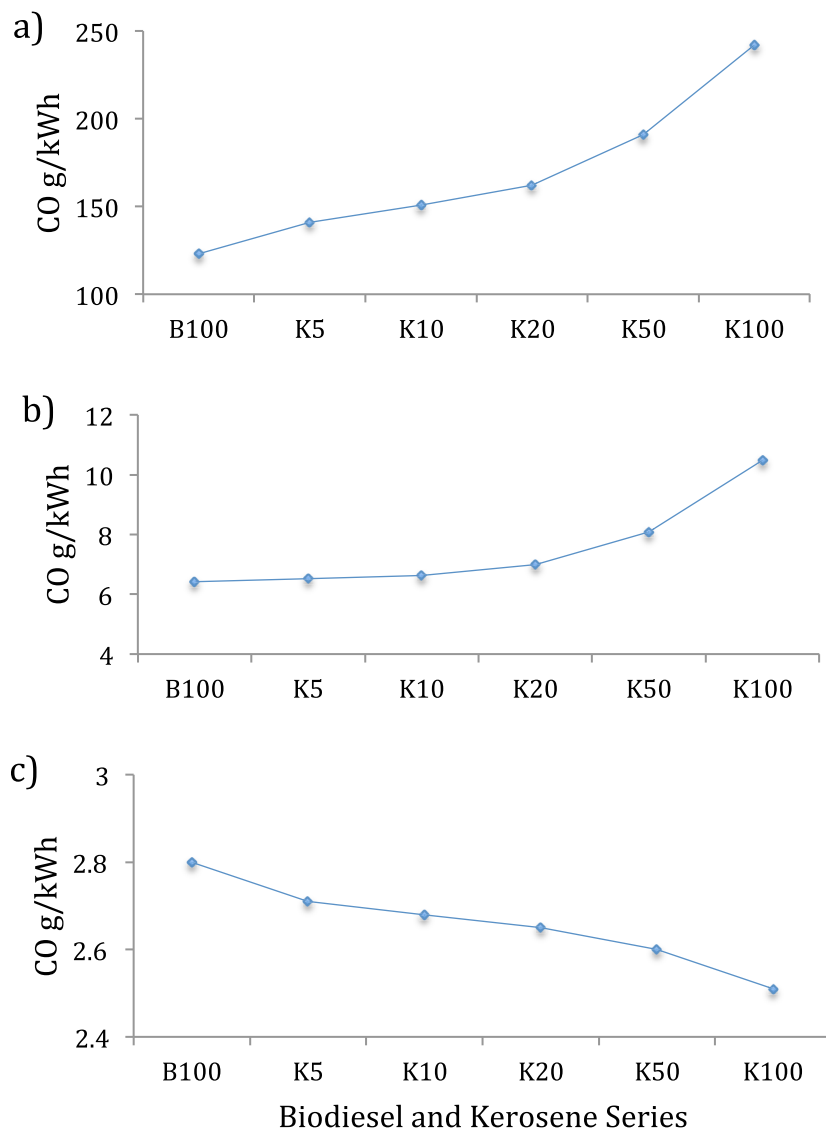 a)
CO g/kWh
250
200
150
100
B100 K5 K10 K20 K50 K100
b)
CO g/kWh
12
10
8
6
4
B100 K5 K10 K20 K50 K100
c)
CO g/kWh
3
2.8
2.6
2.4
B100 K5 K10 K20 K50 K100
Biodiesel and Kerosene Series